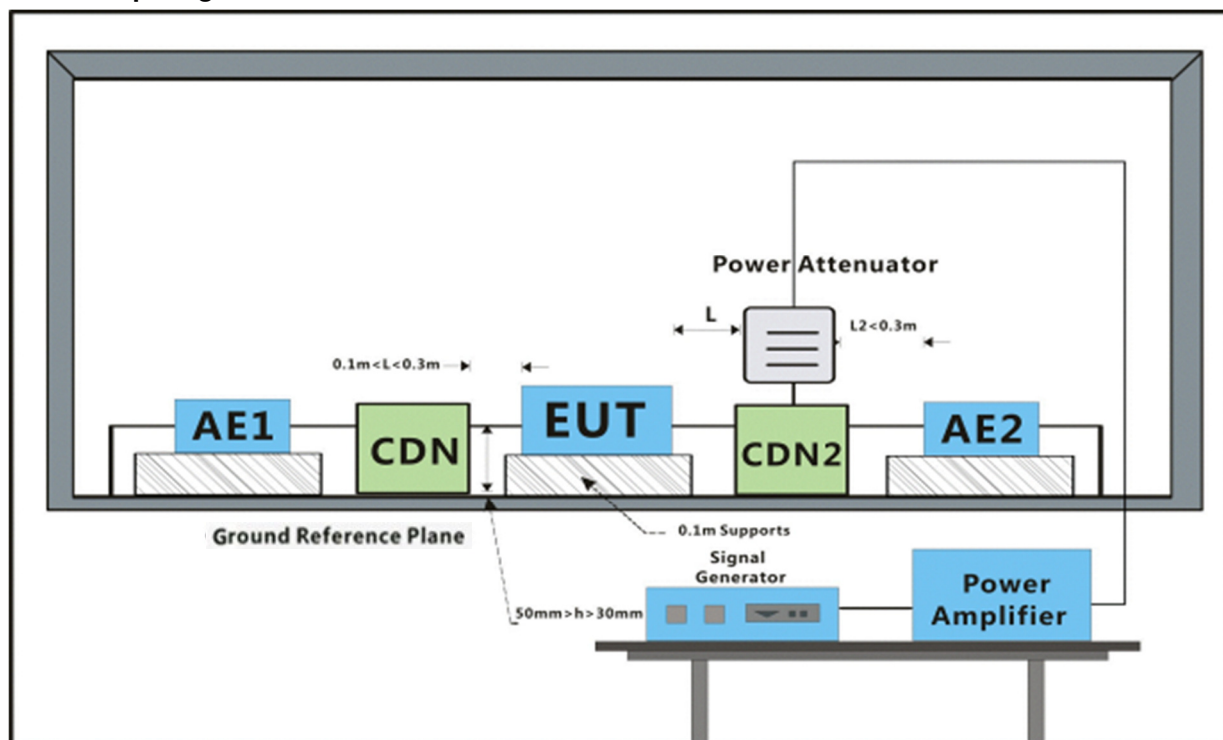 Power Attenuator
L
L2<0.3m
0.1m<L<0.3m
AE1
CDN
EUT
CDN2
AE2
Ground Reference Plane
0.1m Supports
Signal
Generator
50mm>h>30mm
Power
Amplifier